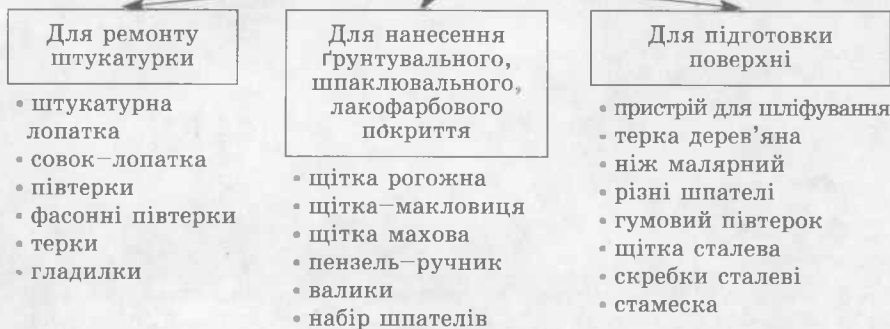 Для ремонту
штукатурки
• штукатурна
лопатка
• совок—лопатка
• півтерки
• фасонні півтерки
• терки
• гладилки
Для нанесення
ґрунтувального,
шпаклювального,
лакофарбового
покриття
• щітка рогожна
• щітка—макловиця
• щітка махова
• пензель—ручник
• валики
• набір шпателів
Для підготовки
поверхні
• пристрій для шліфування
• терка дерев’яна
• ніж малярний
• різні шпателі
• гумовий півтерок
• щітка сталева
• скребки сталеві
• стамеска